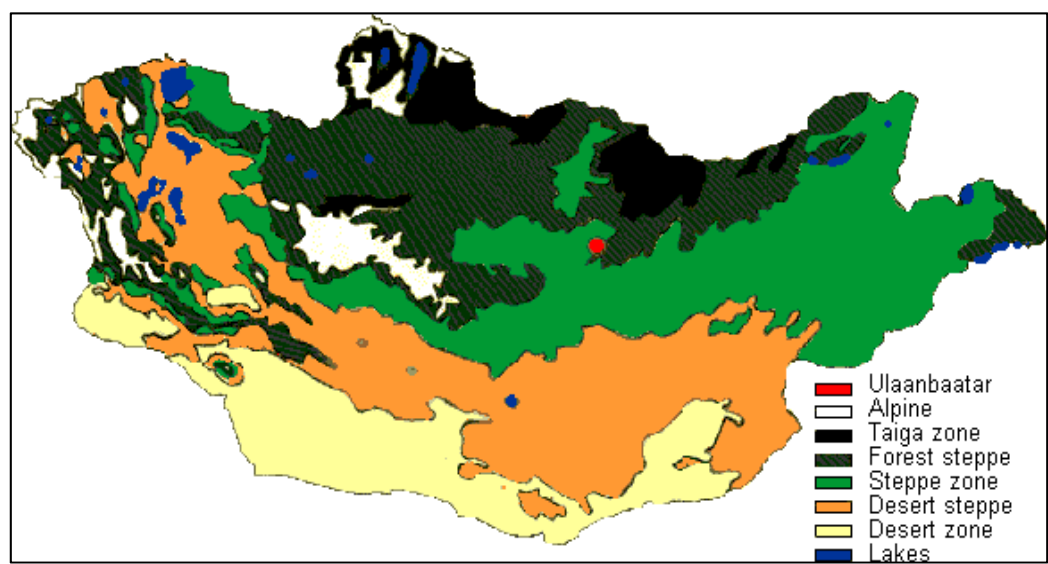 Ulaanbaatar
Alpine
Taiga zone
Forest steppe
Steppe zone
Desert steppe
Desert zone
Lakes